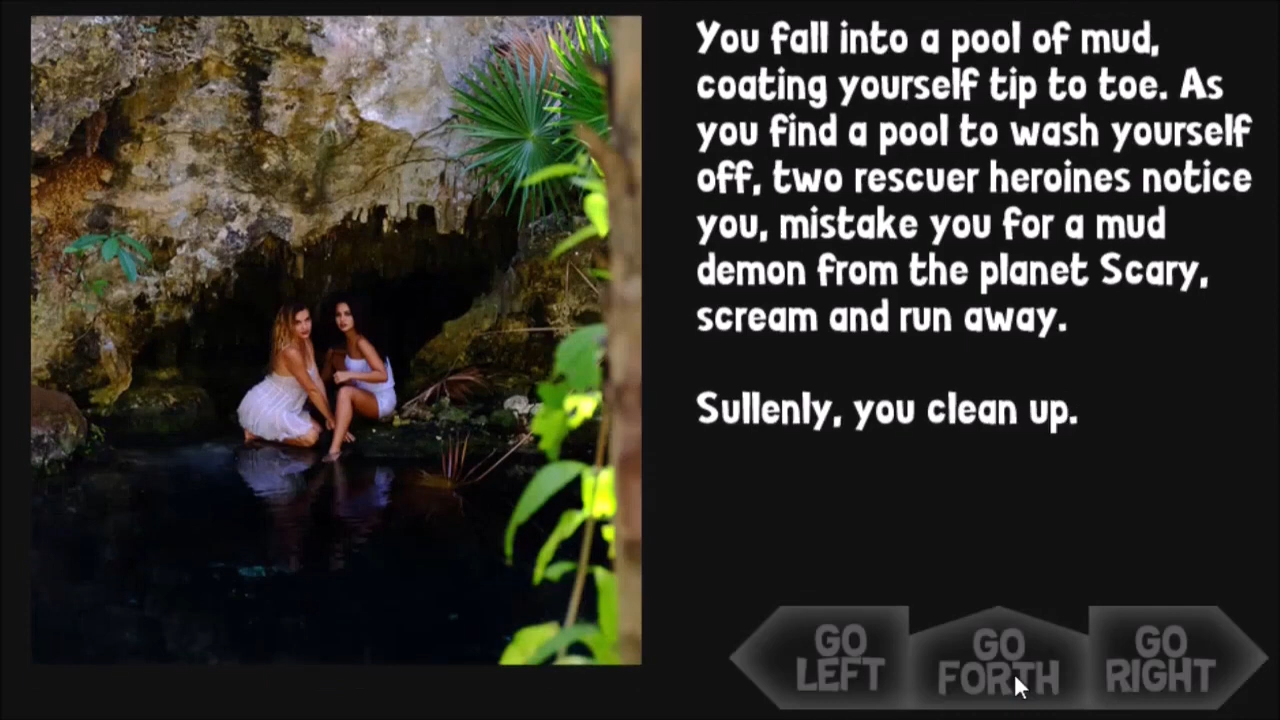 You fall into a pool of mud,
coating yourself tip to toe. As
you find a pool to wash yourself
off, two rescuer heroines notice
you, mistake you for a mud
demon from the planet Scary,
scream and run away.
Sullenly, you clean up.
GO
LEFT
GO
FORTH
GO
RIGHT